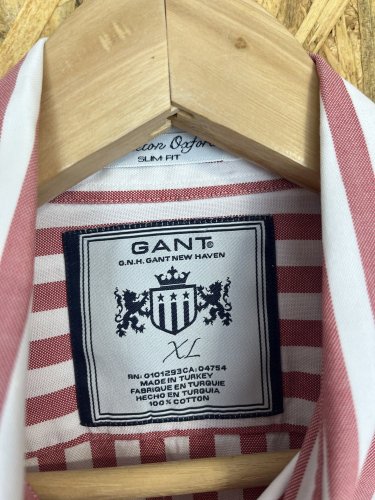 Oxford
SLIM FIT
GANT®
G.N.H. GANT NEW HAVEN
XL
RN: 0101293CA: 04754
MADE IN TURKEY
FABRIQUE EN TURQUIE
HECHO EN TURQUIA
100% COTTON